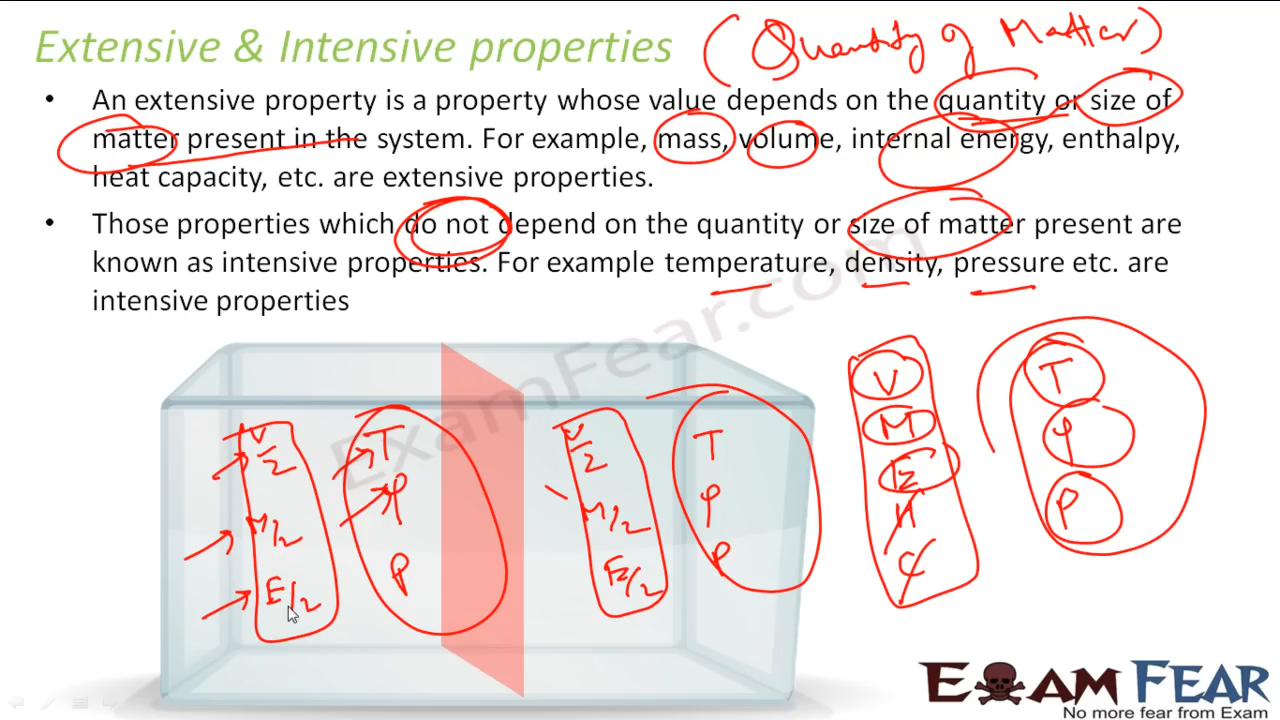 Extensive & Intensive properties
(Quantity of Matter)
• An extensive property is a property whose value depends on the quantity or size of
matter present in the system. For example, mass, volume, internal energy, enthalpy,
heat capacity, etc. are extensive properties.
• Those properties which do not depend on the quantity or size of matter present are
known as intensive properties. For example temperature, density, pressure etc. are
intensive properties
ExamFear.com
V/2
M/2
E/2
T
P
V/2
M/2
E/2
T
P
V
M
E
H
C
T
P
EXAM FEAR
No more fear from Exam